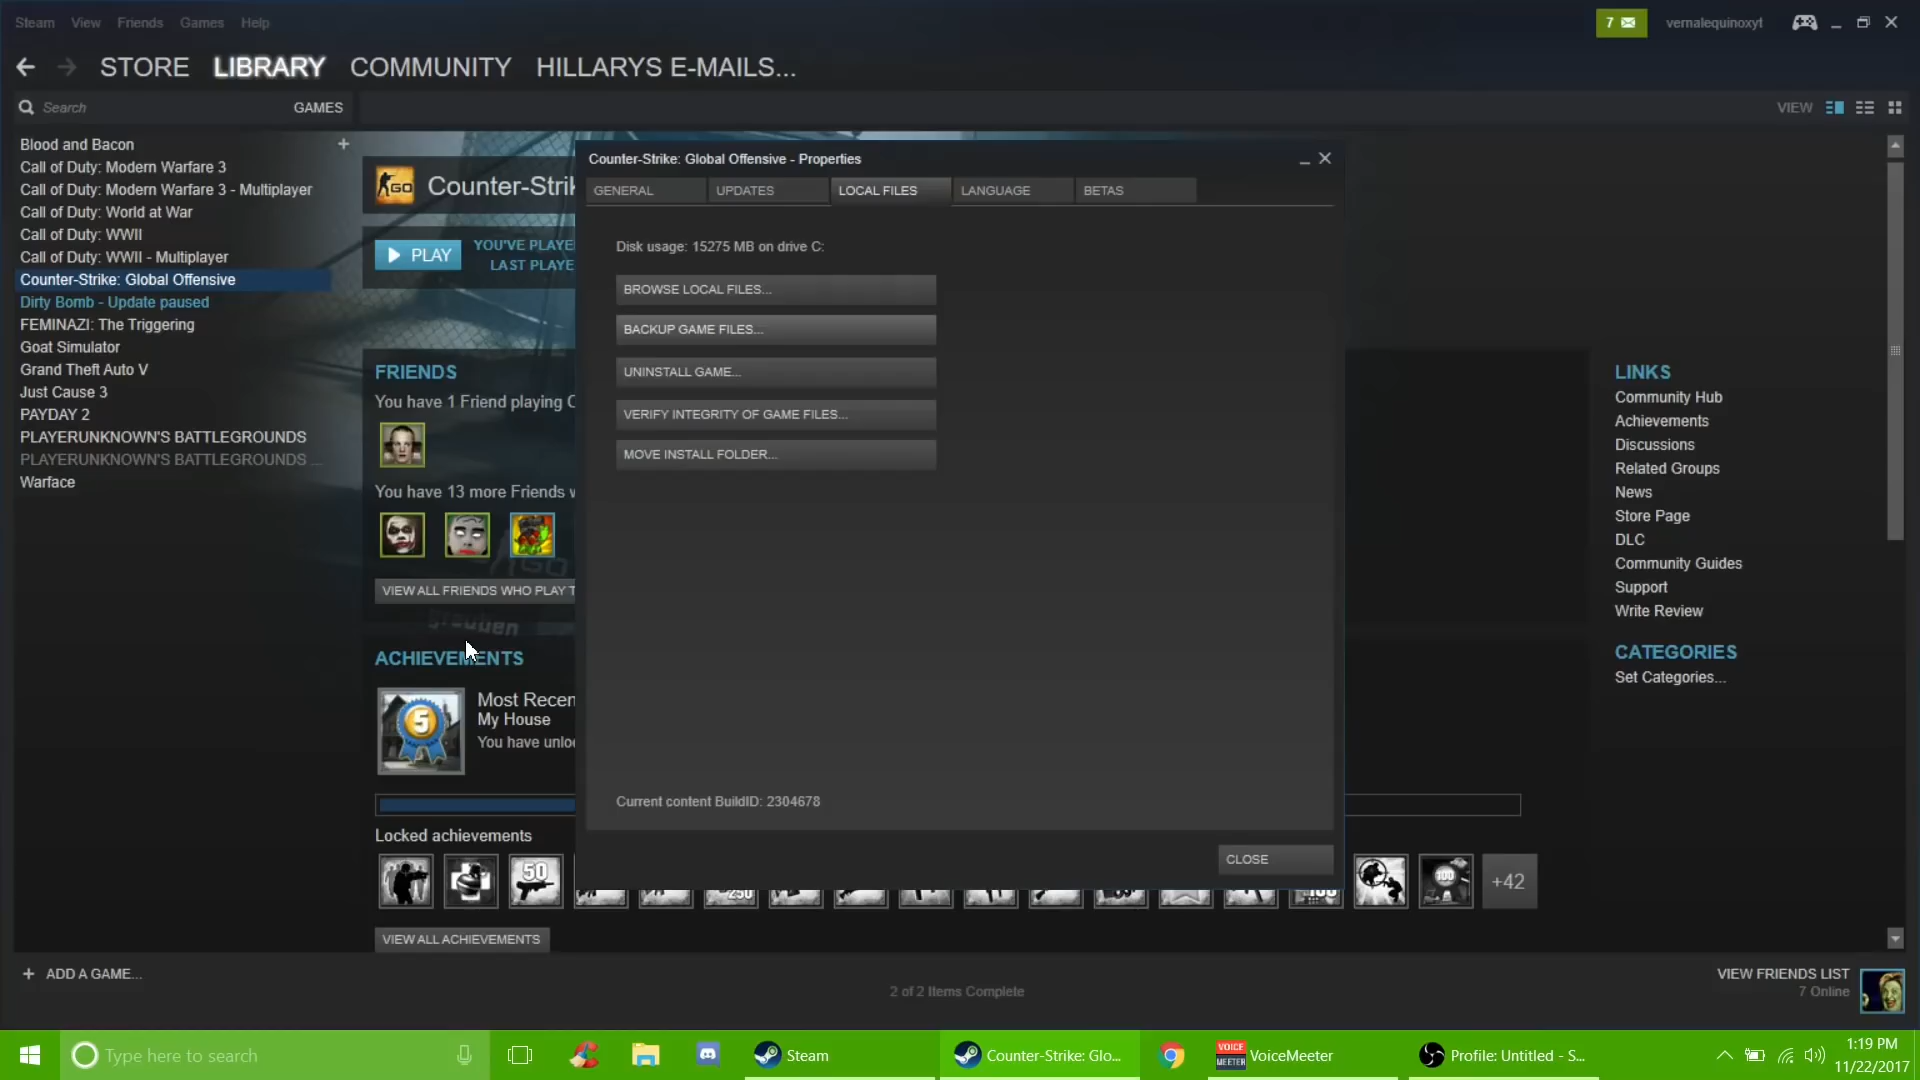 Steam View Friends Games Help
7 vernalequinoxyt
STORE LIBRARY COMMUNITY HILLARYS E-MAILS...
Search GAMES VIEW
Blood and Bacon +
Call of Duty: Modern Warfare 3
Call of Duty: Modern Warfare 3 - Multiplayer
Call of Duty: World at War
Call of Duty: WWII
Call of Duty: WWII - Multiplayer
Counter-Strike: Global Offensive
Dirty Bomb - Update paused
FEMINAZI: The Triggering
Goat Simulator
Grand Theft Auto V
Just Cause 3
PAYDAY 2
PLAYERUNKNOWN'S BATTLEGROUNDS
PLAYERUNKNOWN'S BATTLEGROUNDS ...
Warface
GO Counter-Strik
PLAY
YOU'VE PLAYE
LAST PLAYE
FRIENDS
You have 1 Friend playing C
You have 13 more Friends w
VIEW ALL FRIENDS WHO PLAY T
ACHIEVEMENTS
5
Most Recen
My House
You have unloc
Locked achievements
50
250
100
+42
VIEW ALL ACHIEVEMENTS
Counter-Strike: Global Offensive - Properties
GENERAL UPDATES LOCAL FILES LANGUAGE BETAS
Disk usage: 15275 MB on drive C:
BROWSE LOCAL FILES...
BACKUP GAME FILES...
UNINSTALL GAME...
VERIFY INTEGRITY OF GAME FILES...
MOVE INSTALL FOLDER...
Current content BuildID: 2304678
CLOSE
LINKS
Community Hub
Achievements
Discussions
Related Groups
News
Store Page
DLC
Community Guides
Support
Write Review
CATEGORIES
Set Categories...
+ ADD A GAME...
2 of 2 Items Complete
VIEW FRIENDS LIST
7 Online
Type here to search
Steam
Counter-Strike: Glo...
VOICE
MEETER
VoiceMeeter
Profile: Untitled - S...
1:19 PM
11/22/2017